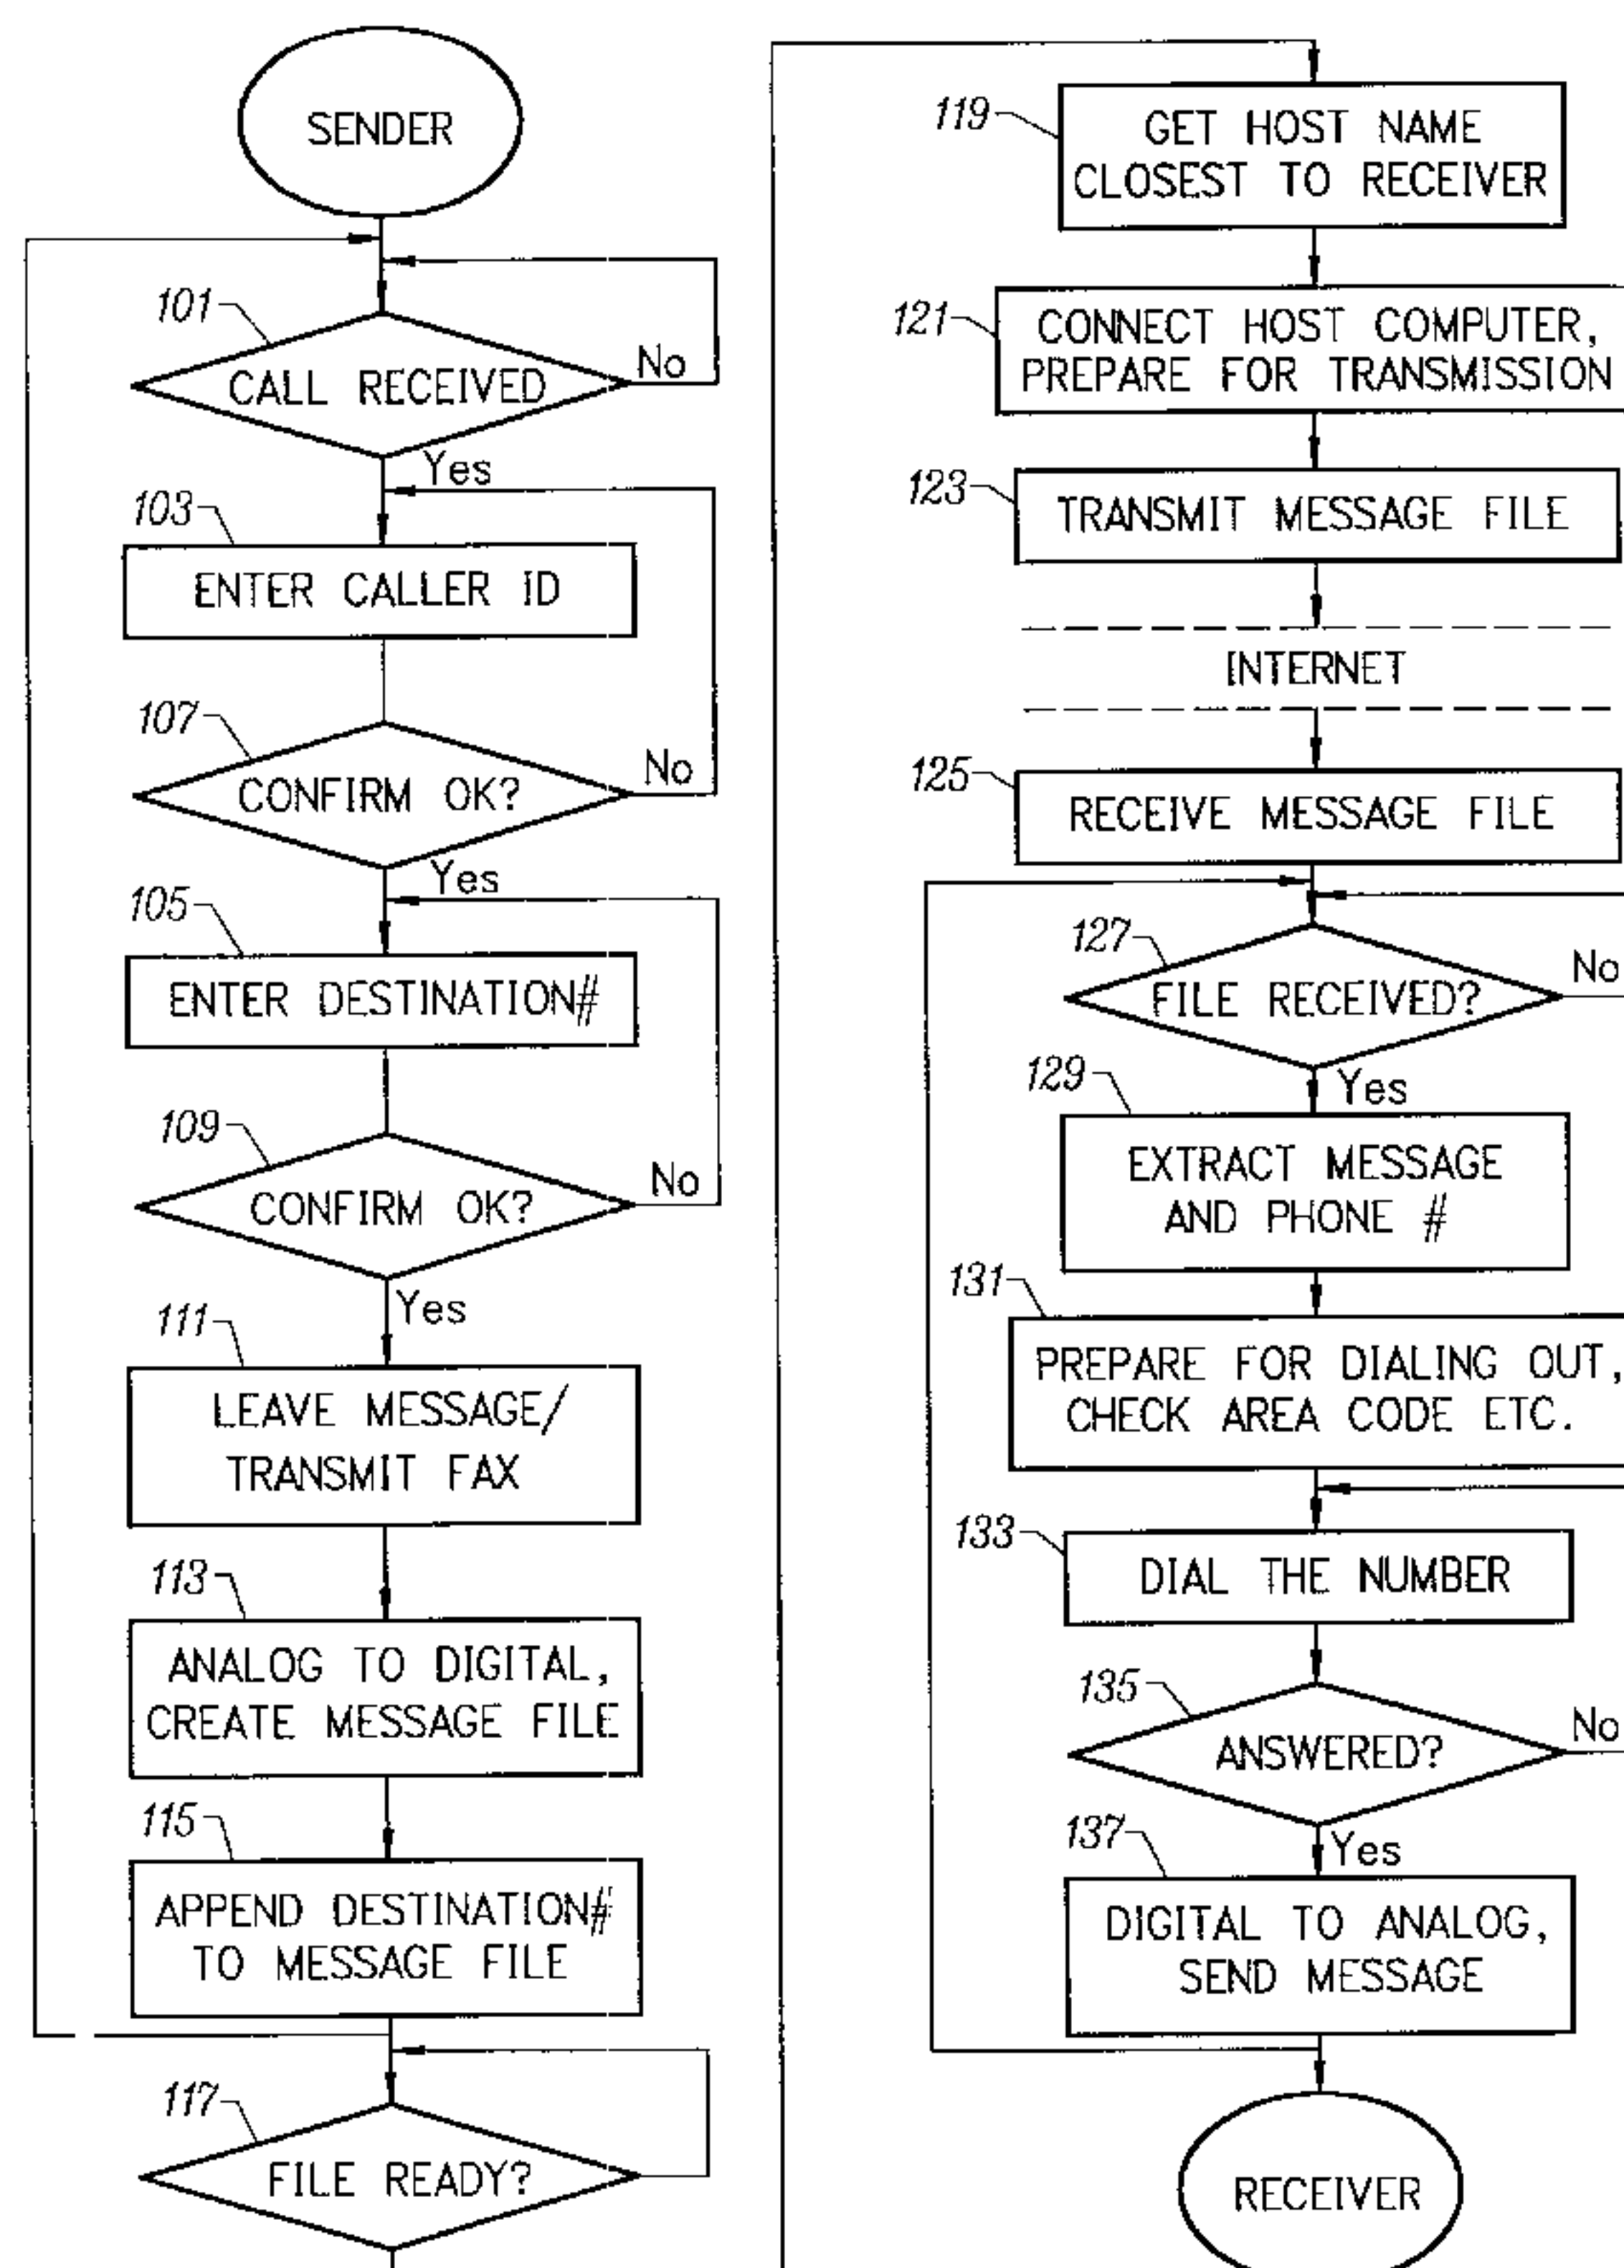 SENDER
101
CALL RECEIVED
No
Yes
103
ENTER CALLER ID
107
CONFIRM OK?
No
Yes
105
ENTER DESTINATION#
109
CONFIRM OK?
No
Yes
111
LEAVE MESSAGE/
TRANSMIT FAX
113
ANALOG TO DIGITAL,
CREATE MESSAGE FILE
115
APPEND DESTINATION#
TO MESSAGE FILE
117
FILE READY?
119
GET HOST NAME
CLOSEST TO RECEIVER
121
CONNECT HOST COMPUTER,
PREPARE FOR TRANSMISSION
123
TRANSMIT MESSAGE FILE
INTERNET
125
RECEIVE MESSAGE FILE
127
FILE RECEIVED?
No
Yes
129
EXTRACT MESSAGE
AND PHONE #
131
PREPARE FOR DIALING OUT,
CHECK AREA CODE ETC.
133
DIAL THE NUMBER
135
ANSWERED?
No
Yes
137
DIGITAL TO ANALOG,
SEND MESSAGE
RECEIVER